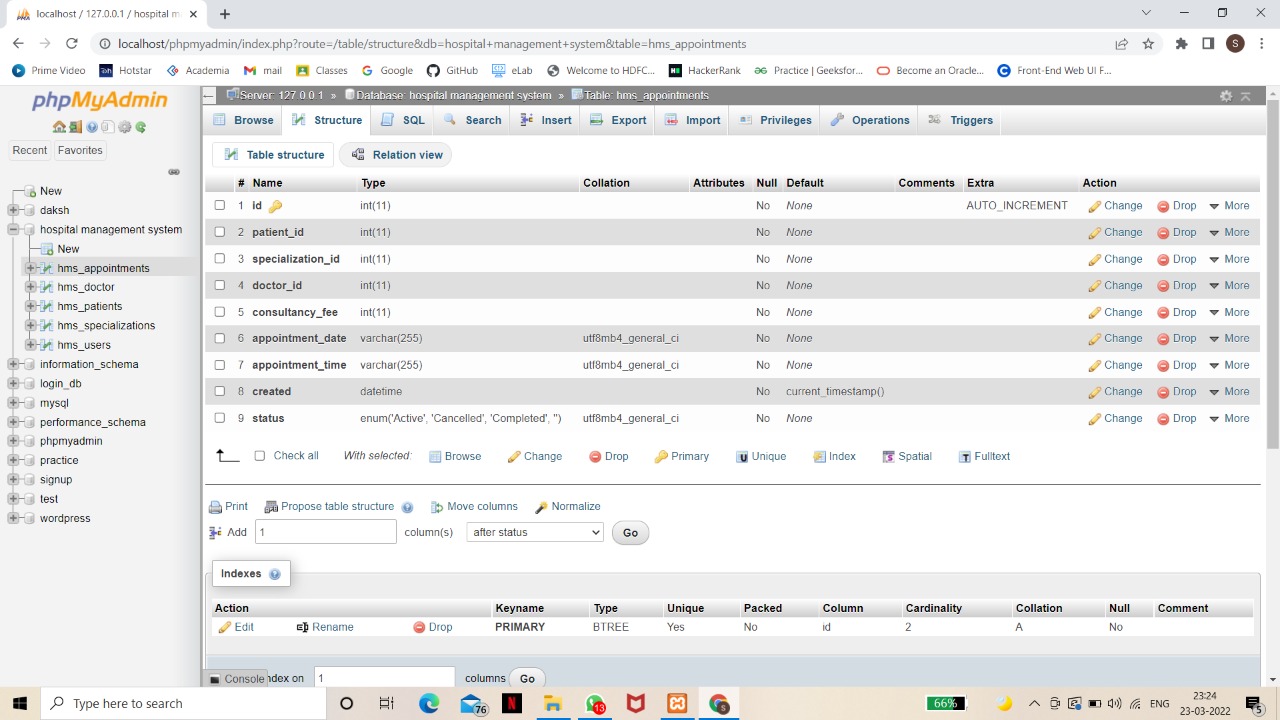 localhost / 127.0.0.1 / hospital m
localhost/phpmyadmin/index.php?route=/table/structure&db=hospital+management+system&table=hms_appointments
S
Prime Video Hotstar Academia mail Classes Google GitHub eLab Welcome to HDFC... HackerRank Practice | Geeksfor... Become an Oracle... Front-End Web UI F...
phpMyAdmin
Recent Favorites
New
daksh
hospital management system
New
hms_appointments
hms_doctor
hms_patients
hms_specializations
hms_users
information_schema
login_db
mysql
performance_schema
phpmyadmin
practice
signup
test
wordpress
Server: 127.0.0.1 » Database: hospital management system » Table: hms_appointments
Browse Structure SQL Search Insert Export Import Privileges Operations Triggers
Table structure Relation view
# Name Type Collation Attributes Null Default Comments Extra Action
1 id int(11) No None AUTO_INCREMENT Change Drop More
2 patient_id int(11) No None Change Drop More
3 specialization_id int(11) No None Change Drop More
4 doctor_id int(11) No None Change Drop More
5 consultancy_fee int(11) No None Change Drop More
6 appointment_date varchar(255) utf8mb4_general_ci No None Change Drop More
7 appointment_time varchar(255) utf8mb4_general_ci No None Change Drop More
8 created datetime No current_timestamp() Change Drop More
9 status enum('Active', 'Cancelled', 'Completed', '') utf8mb4_general_ci No None Change Drop More
Check all With selected: Browse Change Drop Primary Unique Index Spatial Fulltext
Print Propose table structure Move columns Normalize
Add 1 column(s) after status Go
Indexes
Action Keyname Type Unique Packed Column Cardinality Collation Null Comment
Edit Rename Drop PRIMARY BTREE Yes No id 2 A No
Console ndex on 1 columns Go
Type here to search
76
13
66%
ENG
23:24
23-03-2022
5